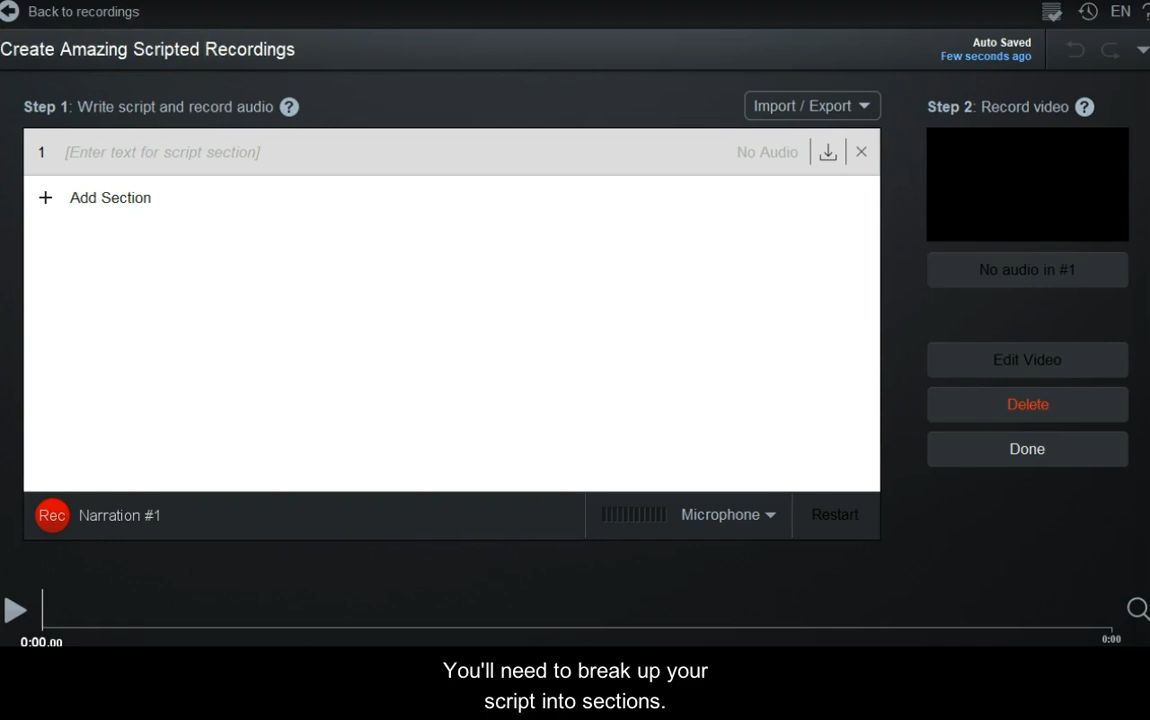 Back to recordings
EN ?
Create Amazing Scripted Recordings
Auto Saved
Few seconds ago
Step 1: Write script and record audio ?
Import / Export
Step 2: Record video ?
1 [Enter text for script section] No Audio
+ Add Section
No audio in #1
Edit Video
Delete
Done
Rec Narration #1
Microphone
Restart
0:00.00
0:00
You'll need to break up your
script into sections.